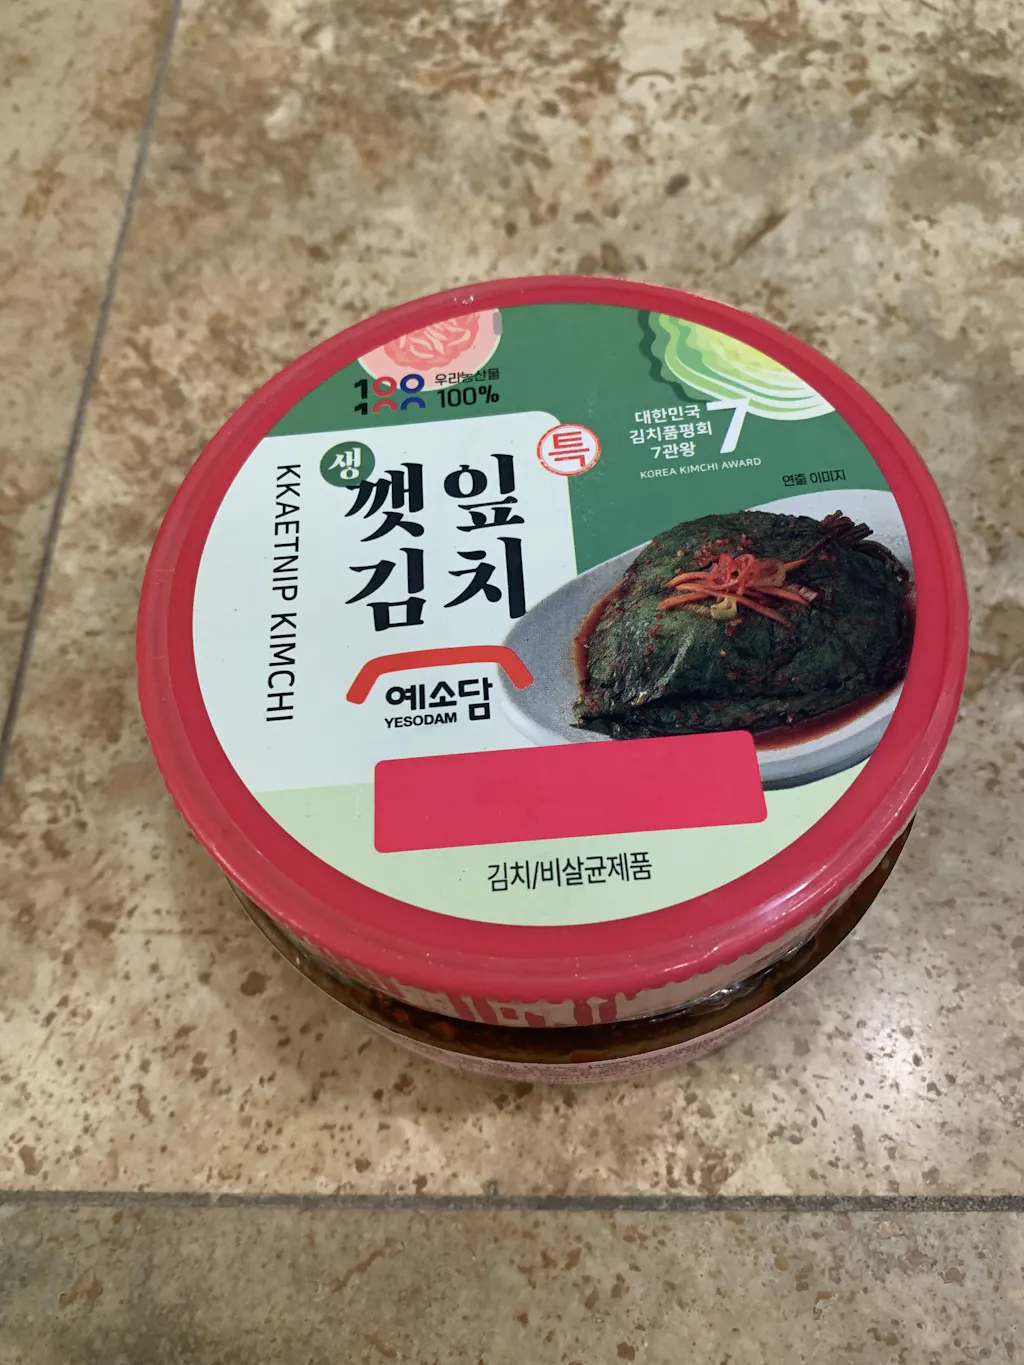 100 우리농산물
100%
대한민국
김치품평회
7관왕
7
KOREA KIMCHI AWARD
연출 이미지
특
생
깻잎
김치
KKAETNIP KIMCHI
예소담
YESODAM
김치/비살균제품